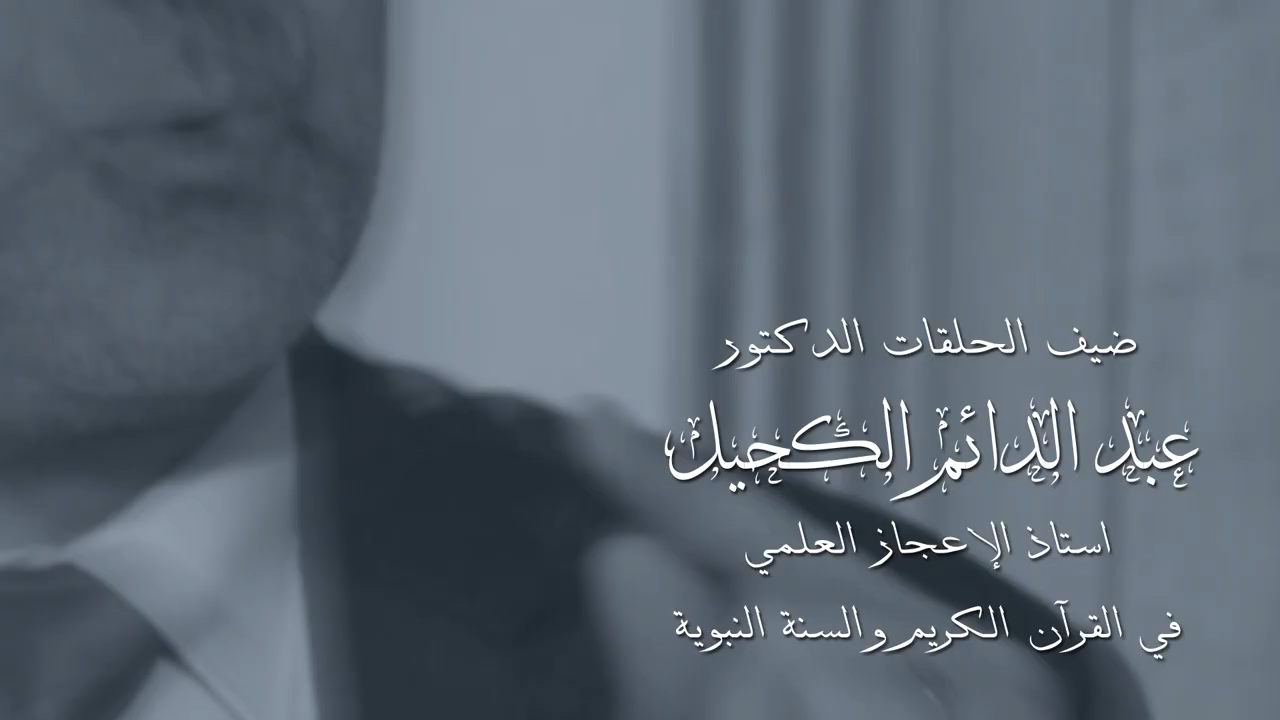 ضيف الحلقات الدكتور
عبد الدائم الكحيل
استاذ الإعجاز العلمي
في القرآن الكريم والسنة النبوية